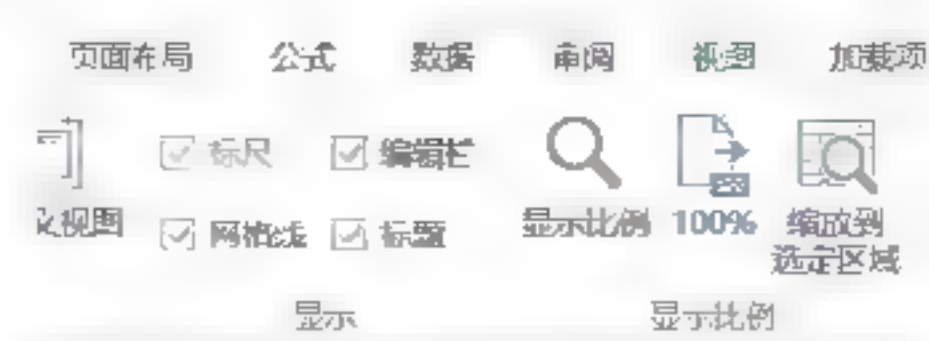 页面布局 公式 数据 审阅 视图 加载项
标尺 编辑栏
义视图 网格线 标题 显示比例 100% 缩放到
选定区域
显示 显示比例